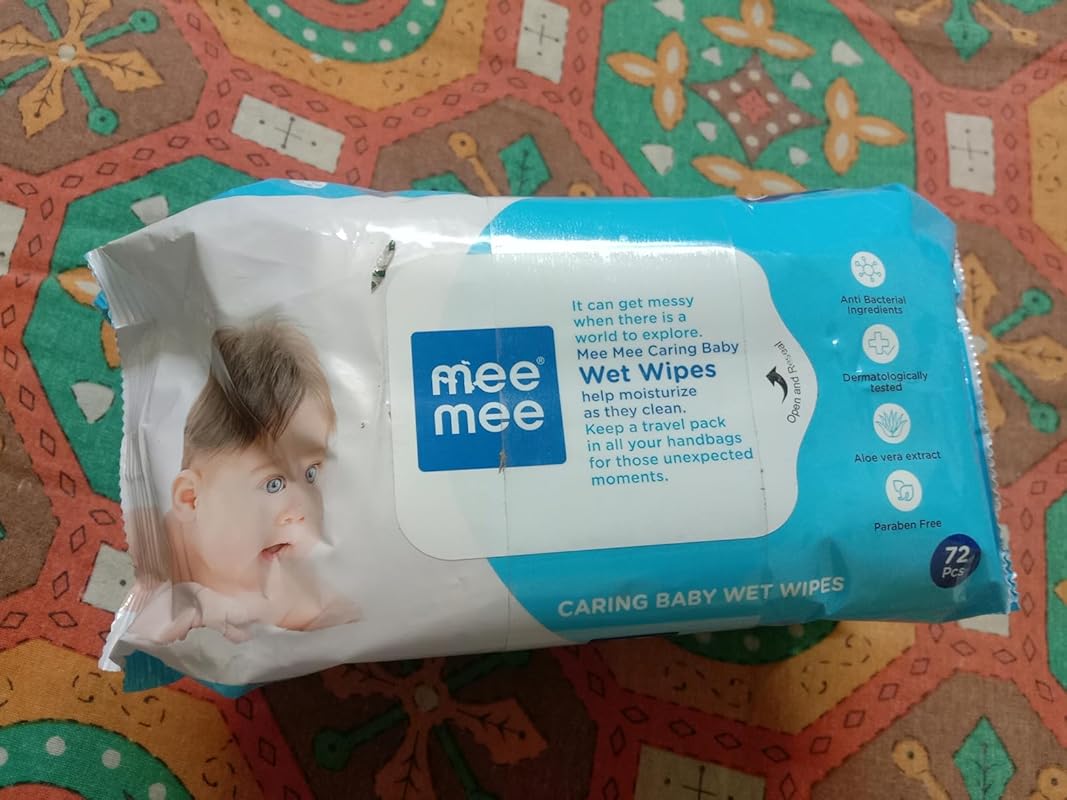 mee®
mee
It can get messy
when there is a
world to explore.
Mee Mee Caring Baby
Wet Wipes
help moisturize
as they clean.
Keep a travel pack
in all your handbags
for those unexpected
moments.
Open and Reseal
Anti Bacterial
Ingredients
Dermatologically
tested
Aloe vera extract
Paraben Free
72
Pcs
CARING BABY WET WIPES